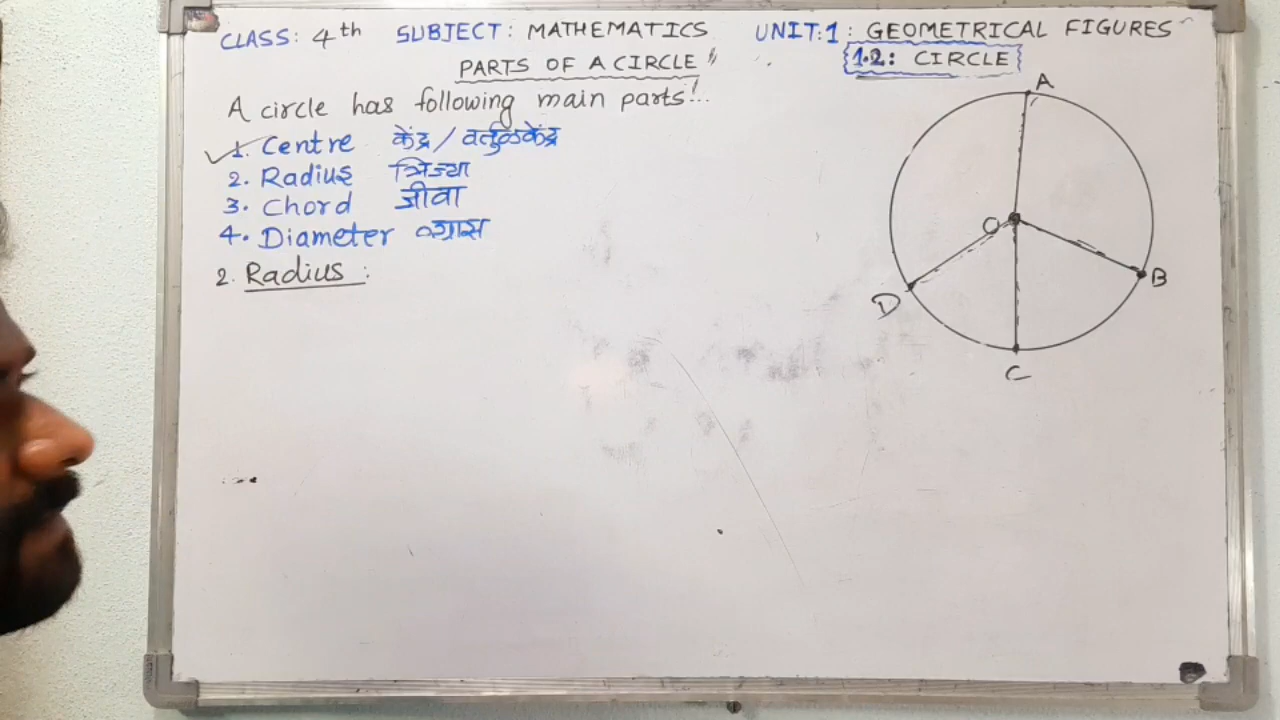 CLASS: 4th SUBJECT: MATHEMATICS UNIT:1: GEOMETRICAL FIGURES
PARTS OF A CIRCLE" 1.2: CIRCLE
A circle has following main parts!..
1. Centre केंद्र / वर्तुळकेंद्र
2. Radius त्रिज्या
3. Chord जीवा
4. Diameter व्यास
2. Radius:
A
O
B
D
C